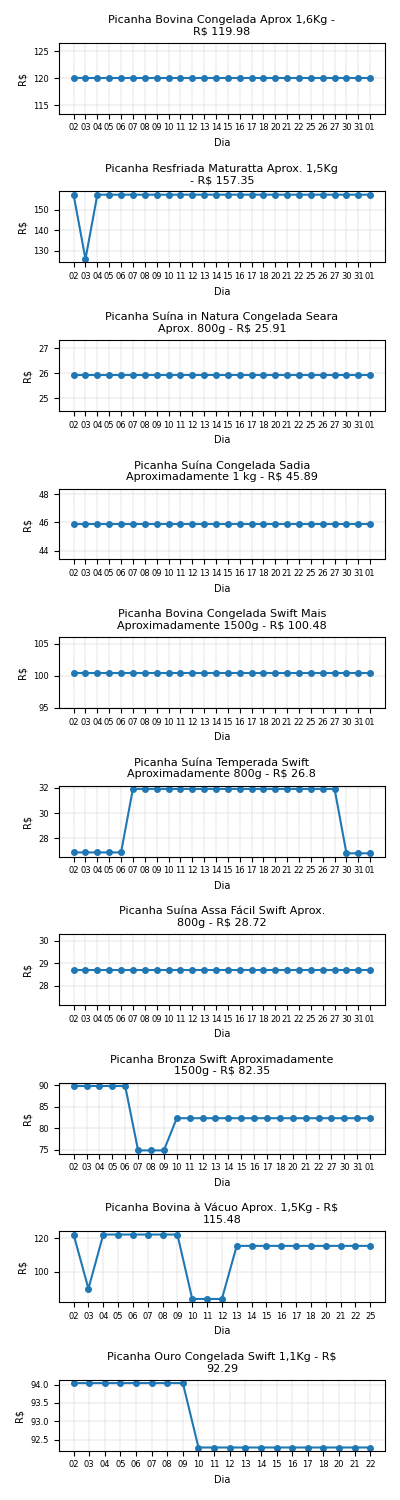 Picanha Bovina Congelada Aprox 1,6Kg -
R$ 119.98
125
120
115
R$
02 03 04 05 06 07 08 09 10 11 12 13 14 15 16 17 18 20 21 22 25 26 27 30 31 01
Dia
Picanha Resfriada Maturatta Aprox. 1,5Kg
- R$ 157.35
150
140
130
R$
02 03 04 05 06 07 08 09 10 11 12 13 14 15 16 17 18 20 21 22 25 26 27 30 31 01
Dia
Picanha Suína in Natura Congelada Seara
Aprox. 800g - R$ 25.91
27
26
25
R$
02 03 04 05 06 07 08 09 10 11 12 13 14 15 16 17 18 20 21 22 25 26 27 30 31 01
Dia
Picanha Suína Congelada Sadia
Aproximadamente 1 kg - R$ 45.89
48
46
44
R$
02 03 04 05 06 07 08 09 10 11 12 13 14 15 16 17 18 20 21 22 25 26 27 30 31 01
Dia
Picanha Bovina Congelada Swift Mais
Aproximadamente 1500g - R$ 100.48
105
100
95
R$
02 03 04 05 06 07 08 09 10 11 12 13 14 15 16 17 18 20 21 22 25 26 27 30 31 01
Dia
Picanha Suína Temperada Swift
Aproximadamente 800g - R$ 26.8
32
30
28
R$
02 03 04 05 06 07 08 09 10 11 12 13 14 15 16 17 18 20 21 22 25 26 27 30 31 01
Dia
Picanha Suína Assa Fácil Swift Aprox.
800g - R$ 28.72
30
29
28
R$
02 03 04 05 06 07 08 09 10 11 12 13 14 15 16 17 18 20 21 22 25 26 27 30 31 01
Dia
Picanha Bronza Swift Aproximadamente
1500g - R$ 82.35
90
85
80
75
R$
02 03 04 05 06 07 08 09 10 11 12 13 14 15 16 17 18 20 21 22 27 30 31 01
Dia
Picanha Bovina à Vácuo Aprox. 1,5Kg - R$
115.48
120
100
R$
02 03 04 05 06 07 08 09 10 11 12 13 14 15 16 17 18 20 21 22 25
Dia
Picanha Ouro Congelada Swift 1,1Kg - R$
92.29
94.0
93.5
93.0
92.5
R$
02 03 04 05 06 07 08 09 10 11 12 13 14 15 16 17 18 20 21 22
Dia